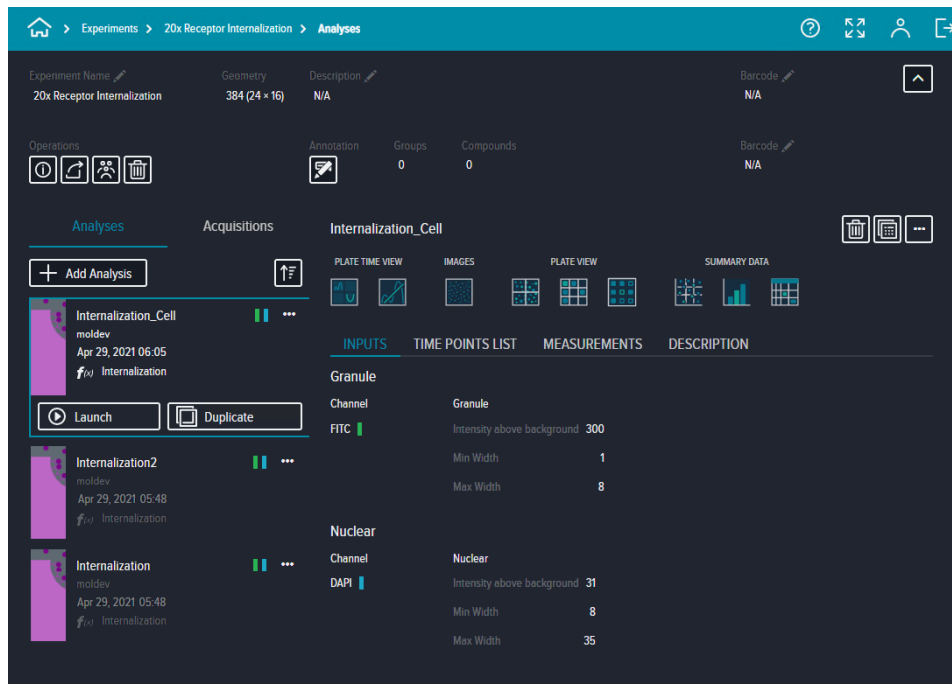 Experiments > 20x Receptor Internalization > Analyses
Experiment Name Geometry Description Barcode
20x Receptor Internalization 384 (24 × 16) N/A N/A
Operations Annotation Groups Compounds Barcode
0 0 N/A
Analyses Acquisitions
Add Analysis
Internalization_Cell
moldev
Apr 29, 2021 06:05
f(x) Internalization
Launch Duplicate
Internalization2
moldev
Apr 29, 2021 05:48
f(x) Internalization
Internalization
moldev
Apr 29, 2021 05:48
f(x) Internalization
Internalization_Cell
PLATE TIME VIEW IMAGES PLATE VIEW SUMMARY DATA
INPUTS TIME POINTS LIST MEASUREMENTS DESCRIPTION
Granule
Channel Granule
FITC Intensity above background 300
Min Width 1
Max Width 8
Nuclear
Channel Nuclear
DAPI Intensity above background 31
Min Width 8
Max Width 35